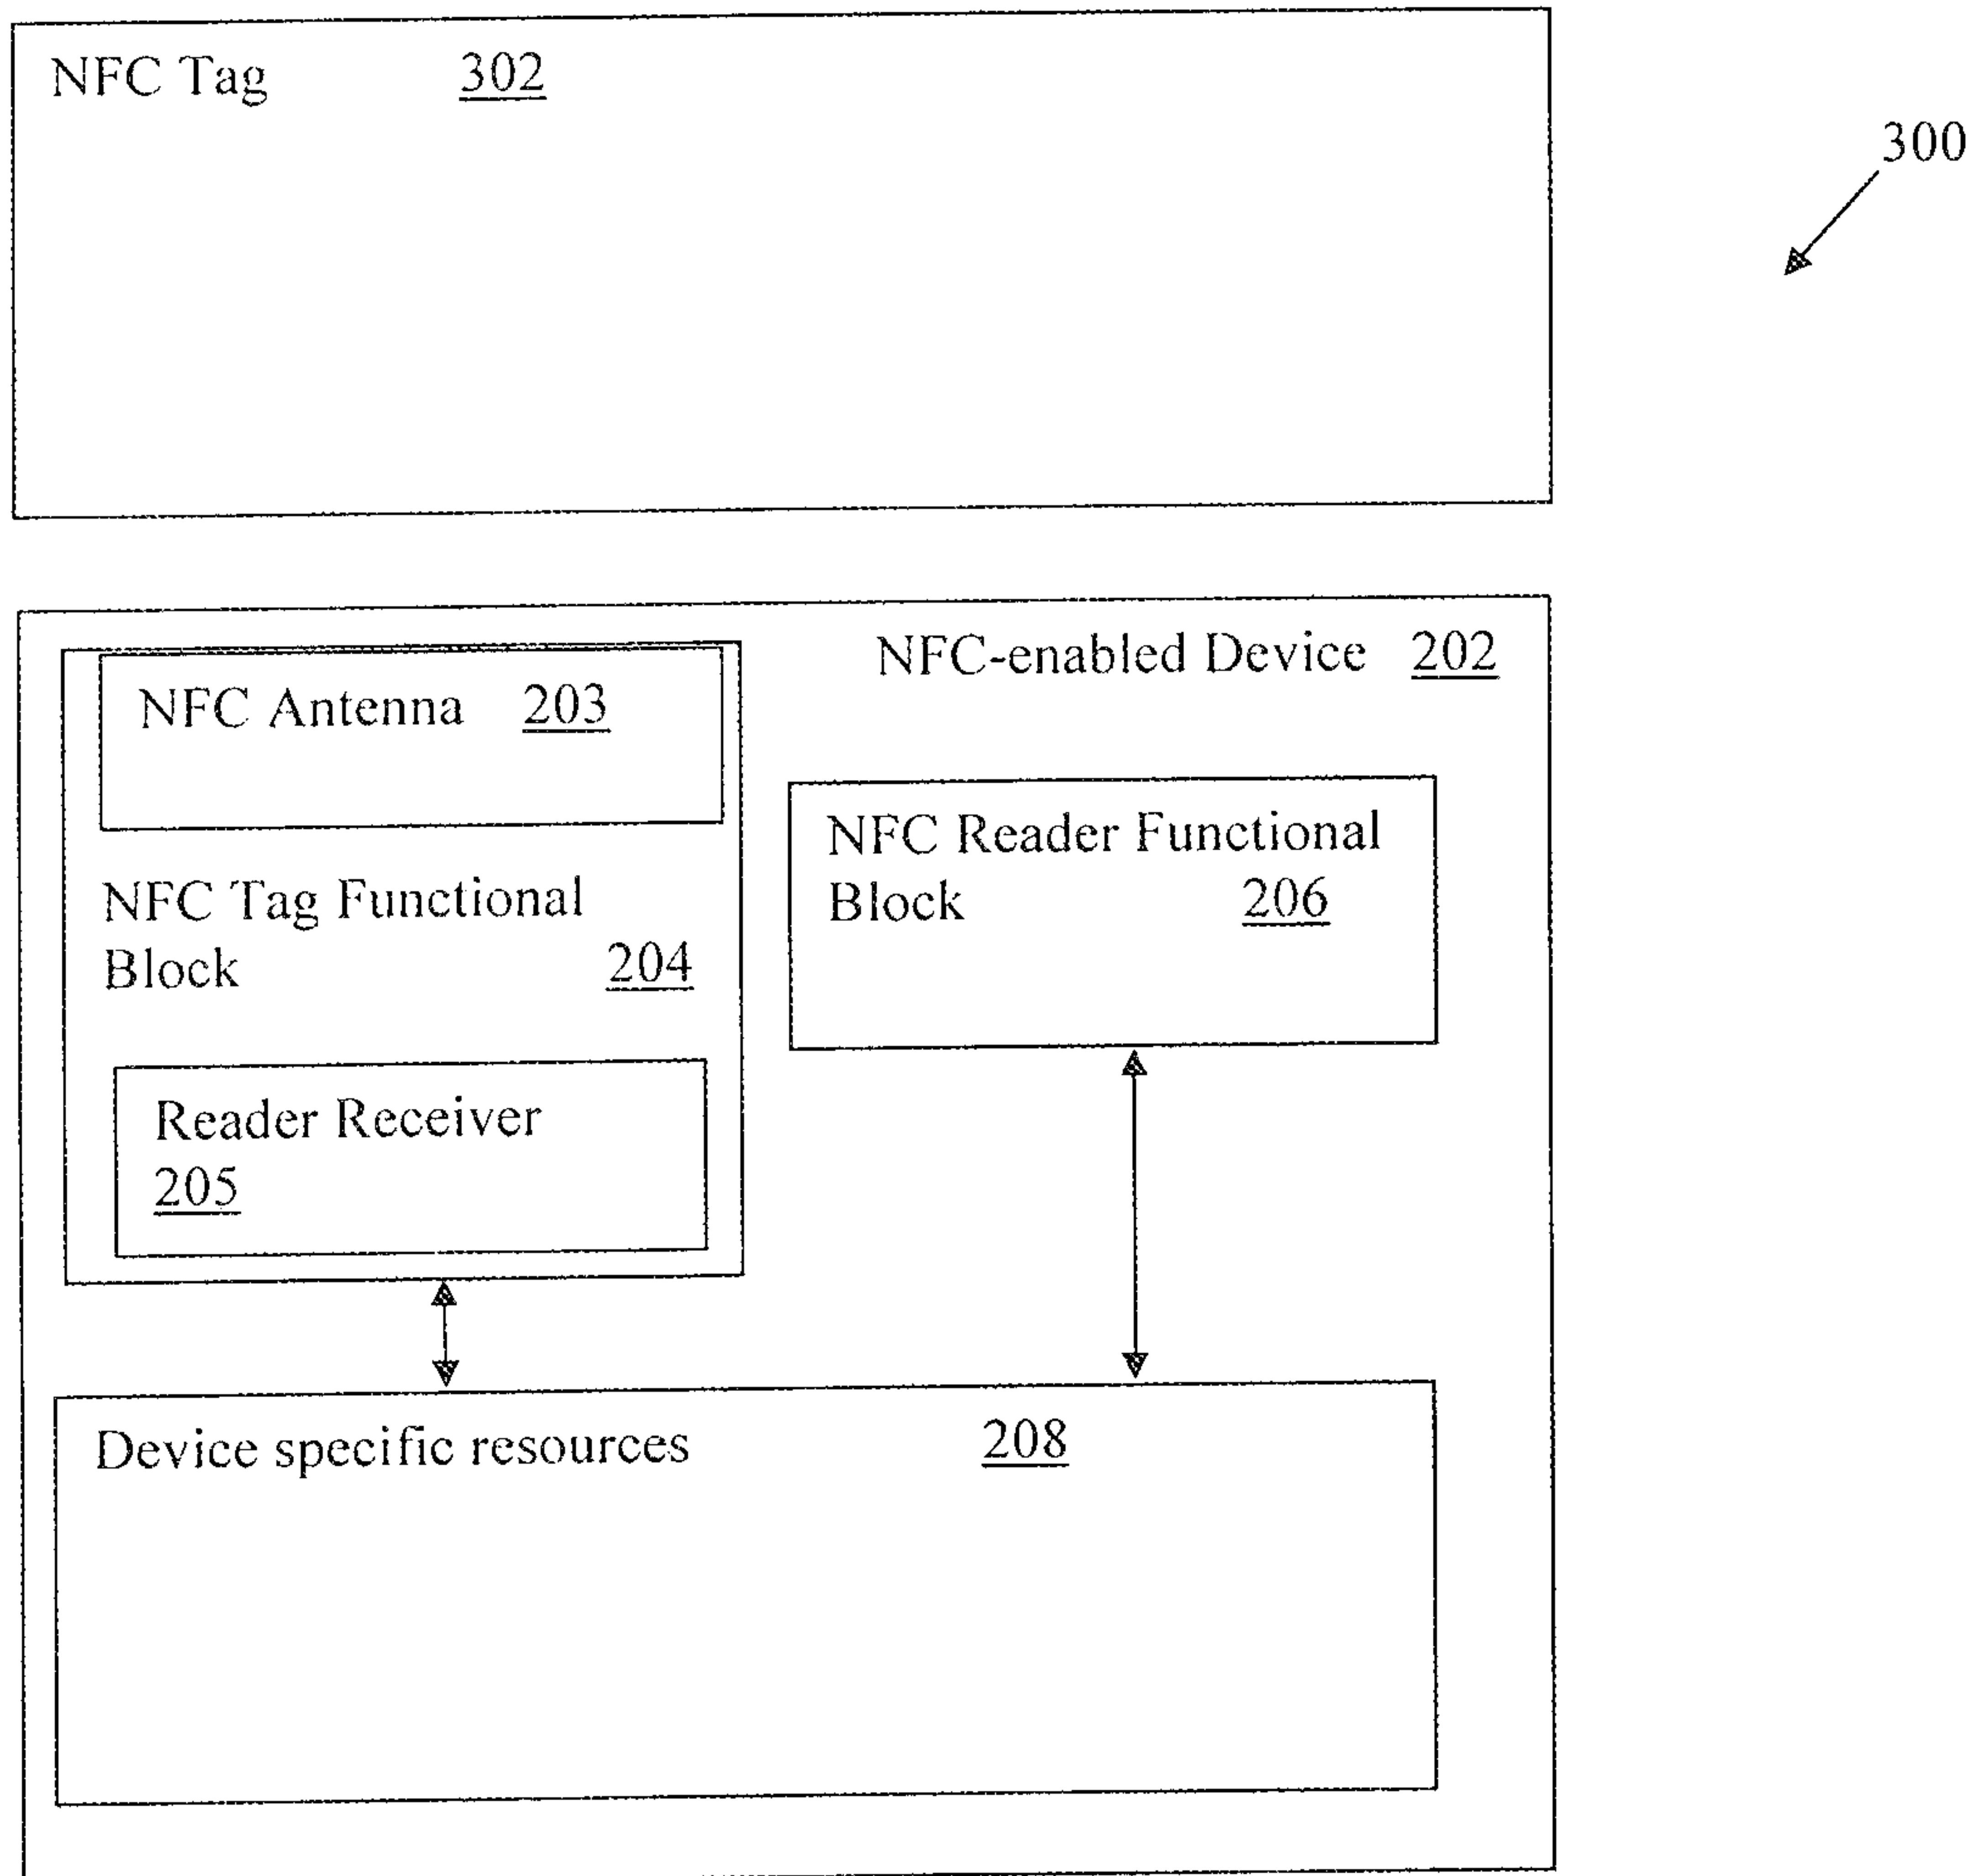 NFC Tag 302
300
NFC-enabled Device 202
NFC Antenna 203
NFC Tag Functional
Block 204
Reader Receiver
205
NFC Reader Functional
Block 206
Device specific resources 208